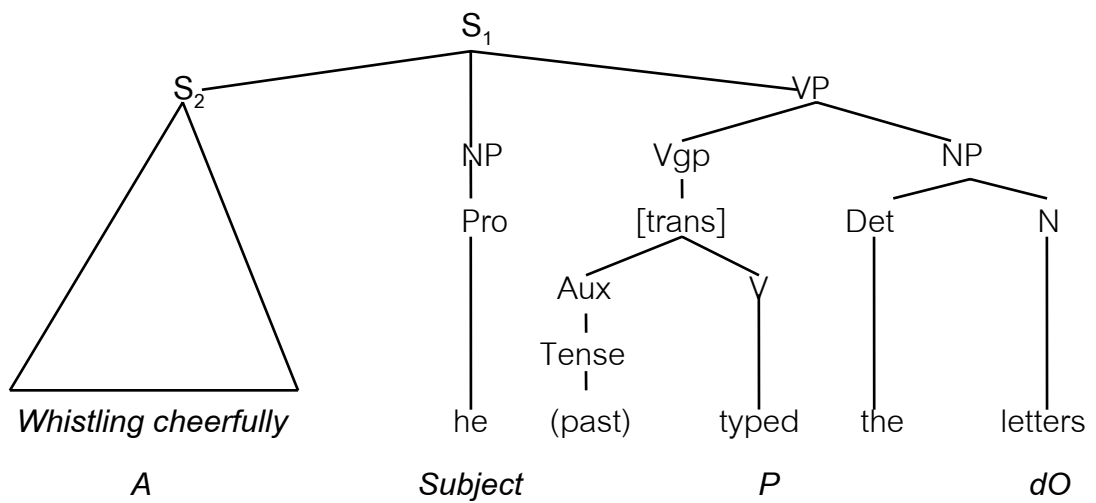 S₁
S₂ VP
NP Vgp NP
Pro [trans] Det N
Aux V
Tense
Whistling cheerfully he (past) typed the letters
A Subject P dO